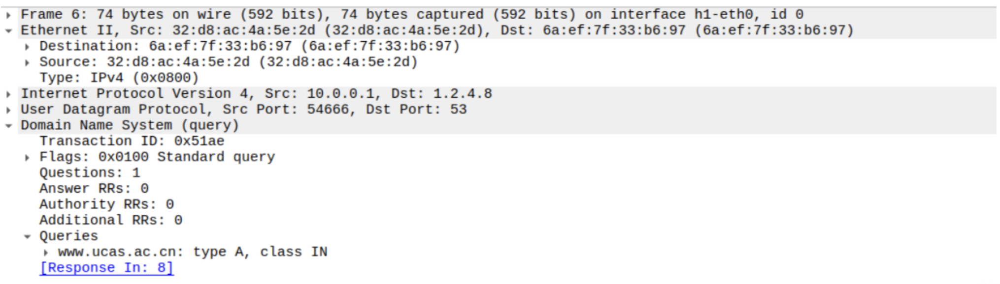 Frame 6: 74 bytes on wire (592 bits), 74 bytes captured (592 bits) on interface h1-eth0, id 0
Ethernet II, Src: 32:d8:ac:4a:5e:2d (32:d8:ac:4a:5e:2d), Dst: 6a:ef:7f:33:b6:97 (6a:ef:7f:33:b6:97)
Destination: 6a:ef:7f:33:b6:97 (6a:ef:7f:33:b6:97)
Source: 32:d8:ac:4a:5e:2d (32:d8:ac:4a:5e:2d)
Type: IPv4 (0x0800)
Internet Protocol Version 4, Src: 10.0.0.1, Dst: 1.2.4.8
User Datagram Protocol, Src Port: 54666, Dst Port: 53
Domain Name System (query)
Transaction ID: 0x51ae
Flags: 0x0100 Standard query
Questions: 1
Answer RRs: 0
Authority RRs: 0
Additional RRs: 0
Queries
www.ucas.ac.cn: type A, class IN
[Response In: 8]